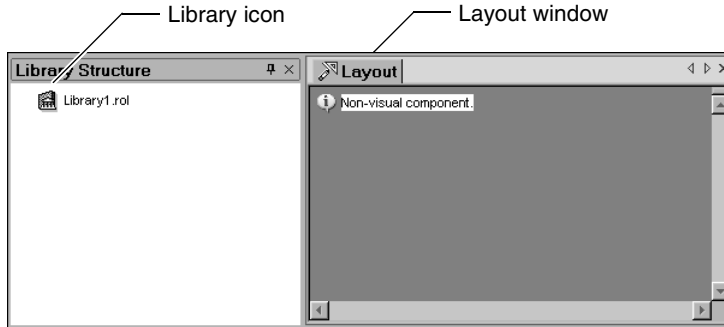 Library icon
Layout window
Library Structure
Layout
Library1.rol
Non-visual component.